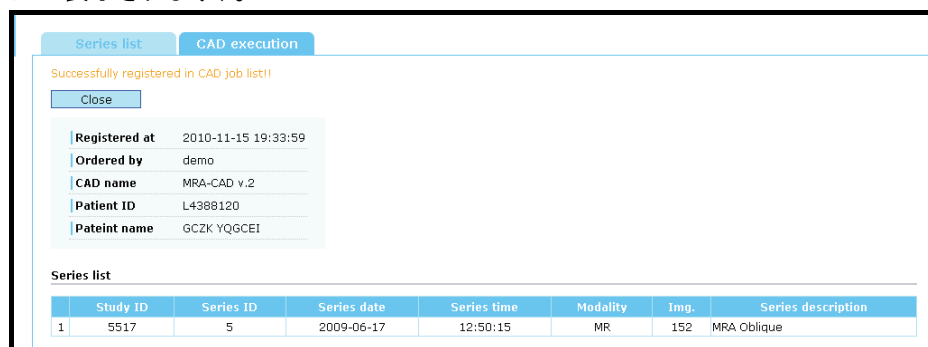 Series list CAD execution
Successfully registered in CAD job list!!
Close
Registered at 2010-11-15 19:33:59
Ordered by demo
CAD name MRA-CAD v.2
Patient ID L4388120
Pateint name GCZK YQGCEI
Series list
Study ID Series ID Series date Series time Modality Img. Series description
1 5517 5 2009-06-17 12:50:15 MR 152 MRA Oblique